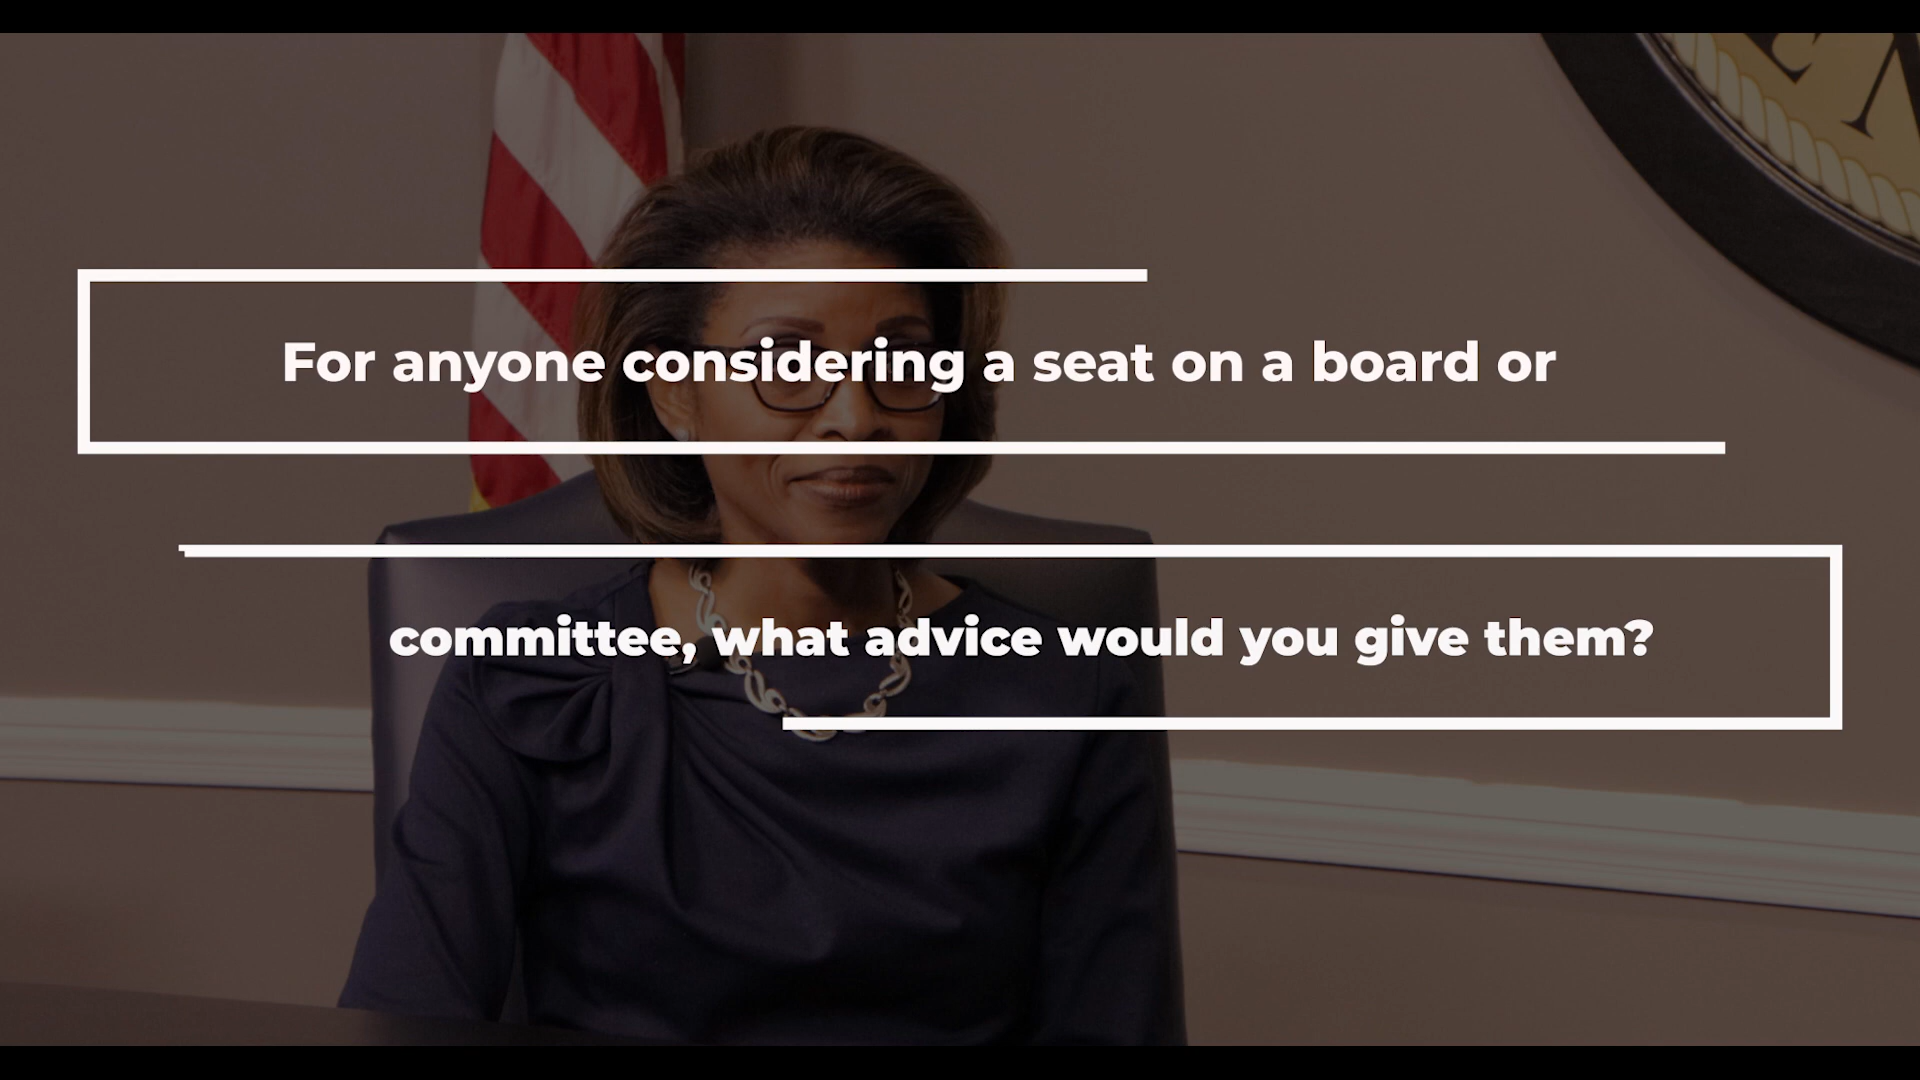 For anyone considering a seat on a board or
committee, what advice would you give them?